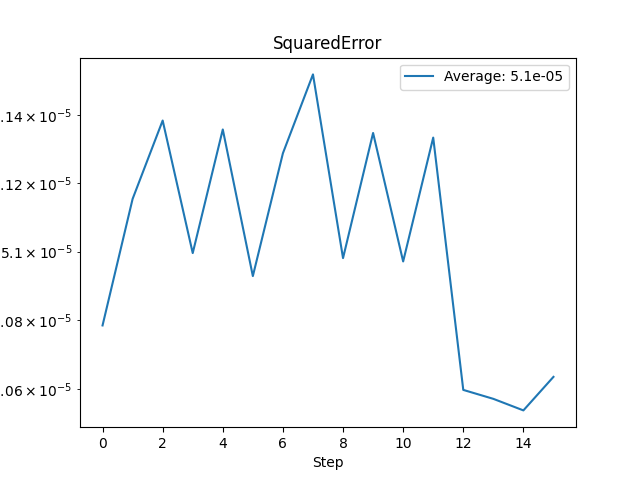 SquaredError
Average: 5.1e-05
.14 × 10⁻⁵
.12 × 10⁻⁵
5.1 × 10⁻⁵
.08 × 10⁻⁵
.06 × 10⁻⁵
0 2 4 6 8 10 12 14
Step